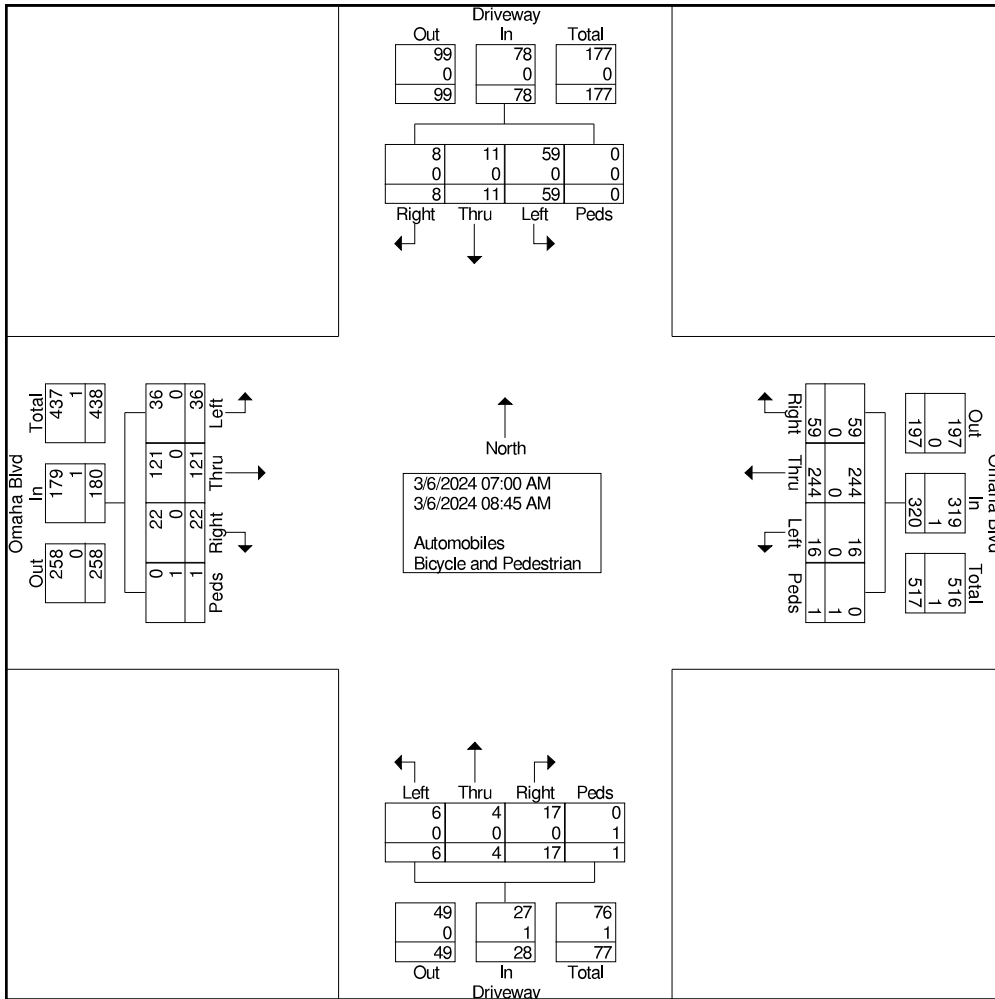 Driveway
Out In Total
99 78 177
0 0 0
99 78 177
8 11 59 0
0 0 0 0
8 11 59 0
Right Thru Left Peds
Omaha Blvd
Total In Out
437 179 258
1 1 0
438 180 258
36 121 22 0
0 0 0 1
36 121 22 1
Left Thru Right Peds
North
3/6/2024 07:00 AM
3/6/2024 08:45 AM
Automobiles
Bicycle and Pedestrian
Right Thru Left Peds
59 244 16 0
0 0 0 1
59 244 16 1
Out In Total
197 319 516
0 1 1
197 320 517
Omaha Blvd
Left Thru Right Peds
6 4 17 0
0 0 0 1
6 4 17 1
49 27 76
0 1 1
49 28 77
Out In Total
Driveway